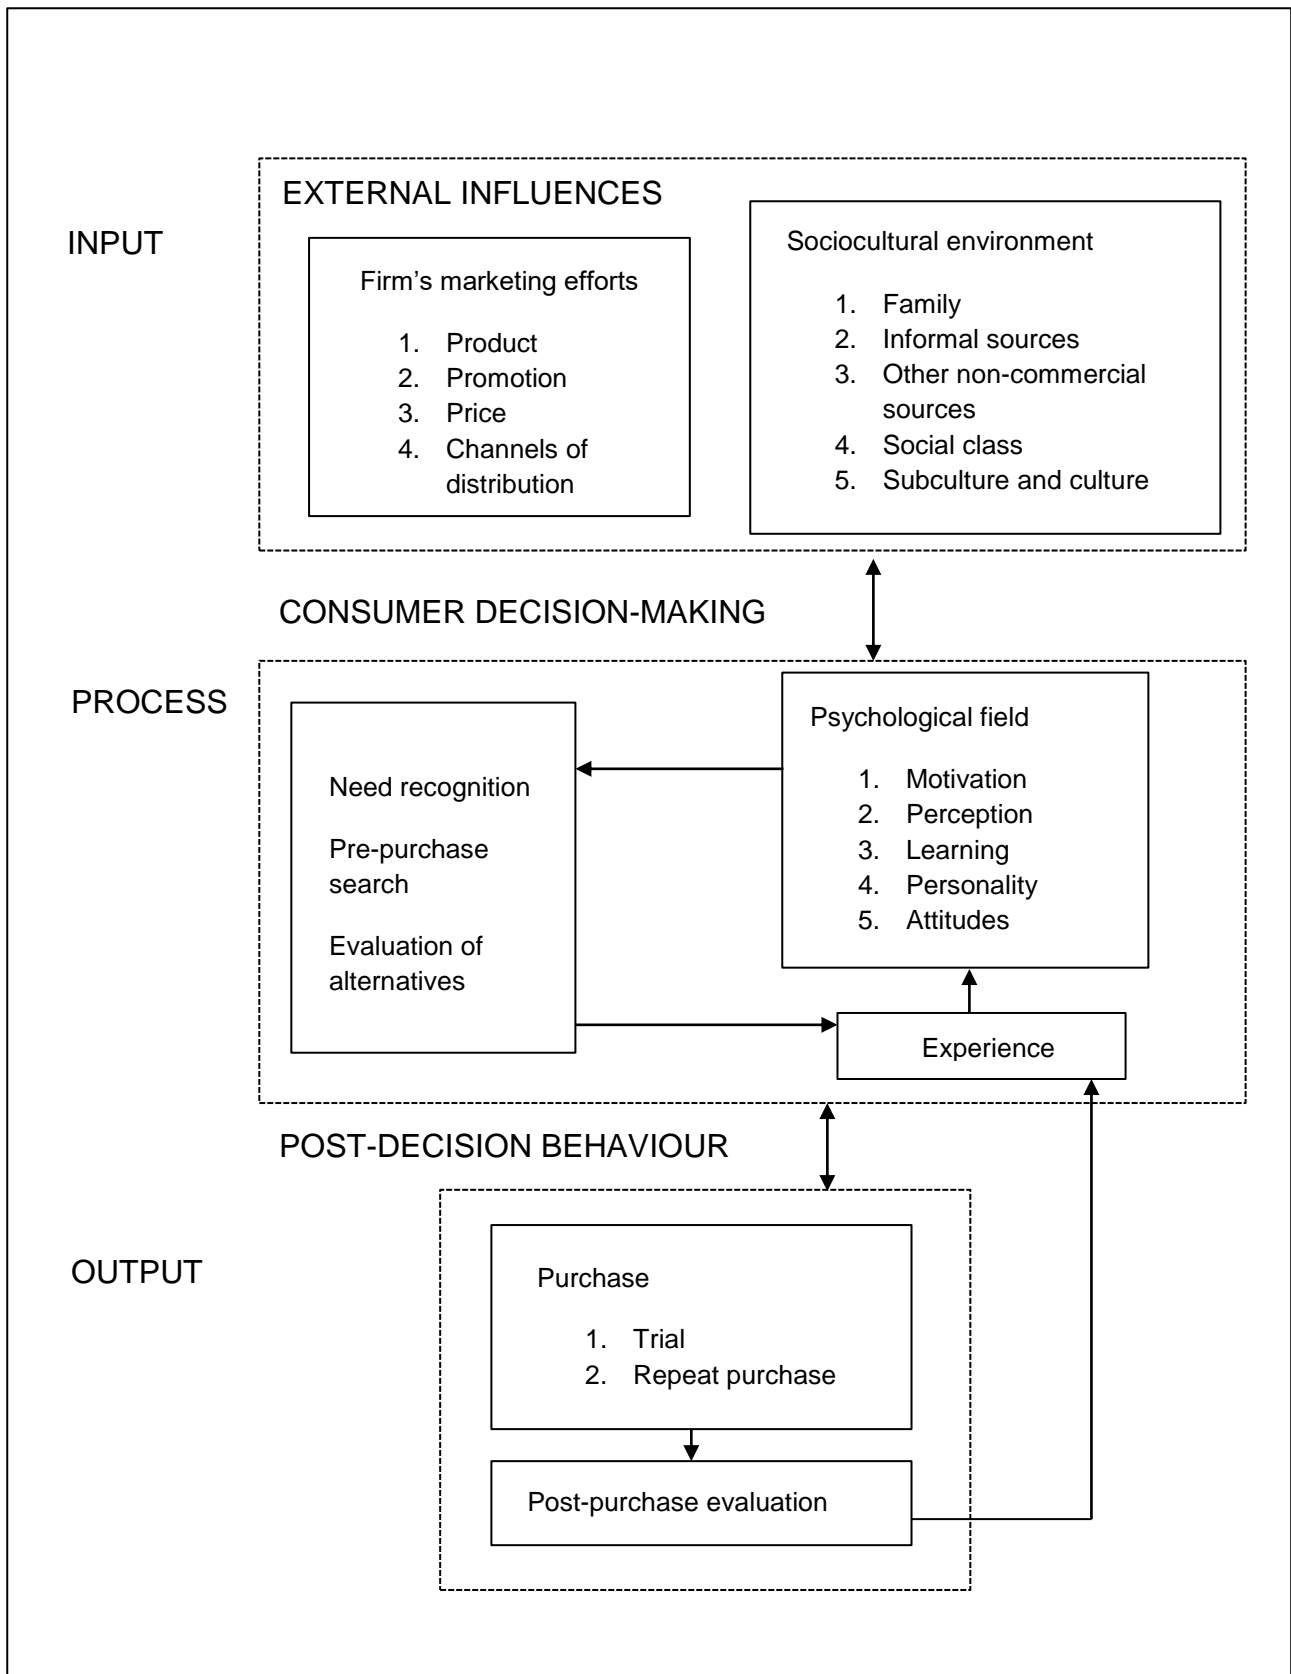 EXTERNAL INFLUENCES
INPUT
Firm's marketing efforts
1. Product
2. Promotion
3. Price
4. Channels of
distribution
Sociocultural environment
1. Family
2. Informal sources
3. Other non-commercial
sources
4. Social class
5. Subculture and culture
CONSUMER DECISION-MAKING
PROCESS
Need recognition
Pre-purchase
search
Evaluation of
alternatives
Psychological field
1. Motivation
2. Perception
3. Learning
4. Personality
5. Attitudes
Experience
POST-DECISION BEHAVIOUR
OUTPUT
Purchase
1. Trial
2. Repeat purchase
Post-purchase evaluation